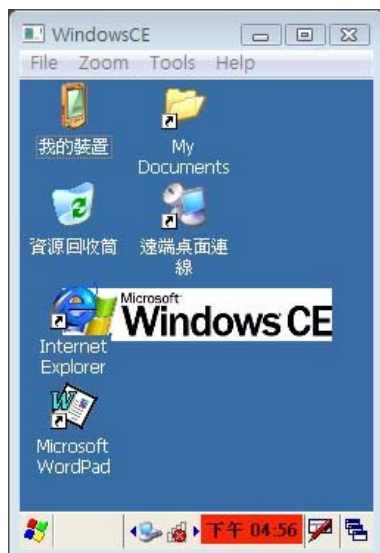 WindowsCE
File Zoom Tools Help
我的裝置
My
Documents
資源回收筒
遠端桌面連
線
Microsoft
Windows CE
Internet
Explorer
Microsoft
WordPad
下午 04:56